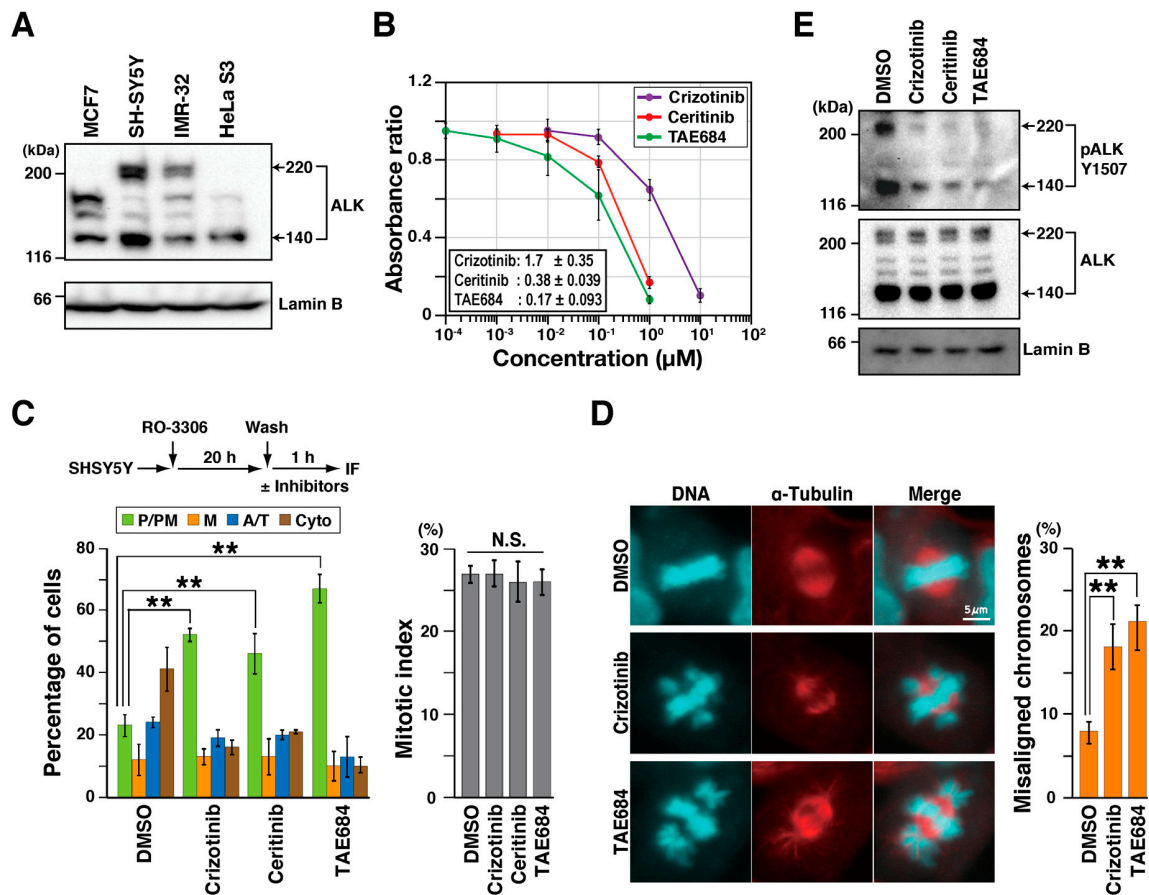 A
MCF7
SH-SY5Y
IMR-32
HeLa S3
(kDa)
200
116
66
220
ALK
140
Lamin B
B
Absorbance ratio
1.2
0.8
0.4
0
Crizotinib
Ceritinib
TAE684
Crizotinib: 1.7 ± 0.35
Ceritinib : 0.38 ± 0.039
TAE684 : 0.17 ± 0.093
10⁻⁴ 10⁻³ 10⁻² 10⁻¹ 10⁰ 10¹ 10²
Concentration (µM)
E
DMSO
Crizotinib
Ceritinib
TAE684
(kDa)
200
116
220
pALK
Y1507
140
200
116
220
ALK
140
66
Lamin B
C
RO-3306 Wash
SHSY5Y 20 h 1 h IF
± Inhibitors
P/PM M A/T Cyto
Percentage of cells
80
60
40
20
0
**
**
**
DMSO
Crizotinib
Ceritinib
TAE684
(%)
Mitotic index
30
20
10
0
N.S.
DMSO
Crizotinib
Ceritinib
TAE684
D
DNA α-Tubulin Merge
DMSO
5 µm
Crizotinib
TAE684
(%)
Misaligned chromosomes
30
20
10
0
**
**
DMSO
Crizotinib
TAE684